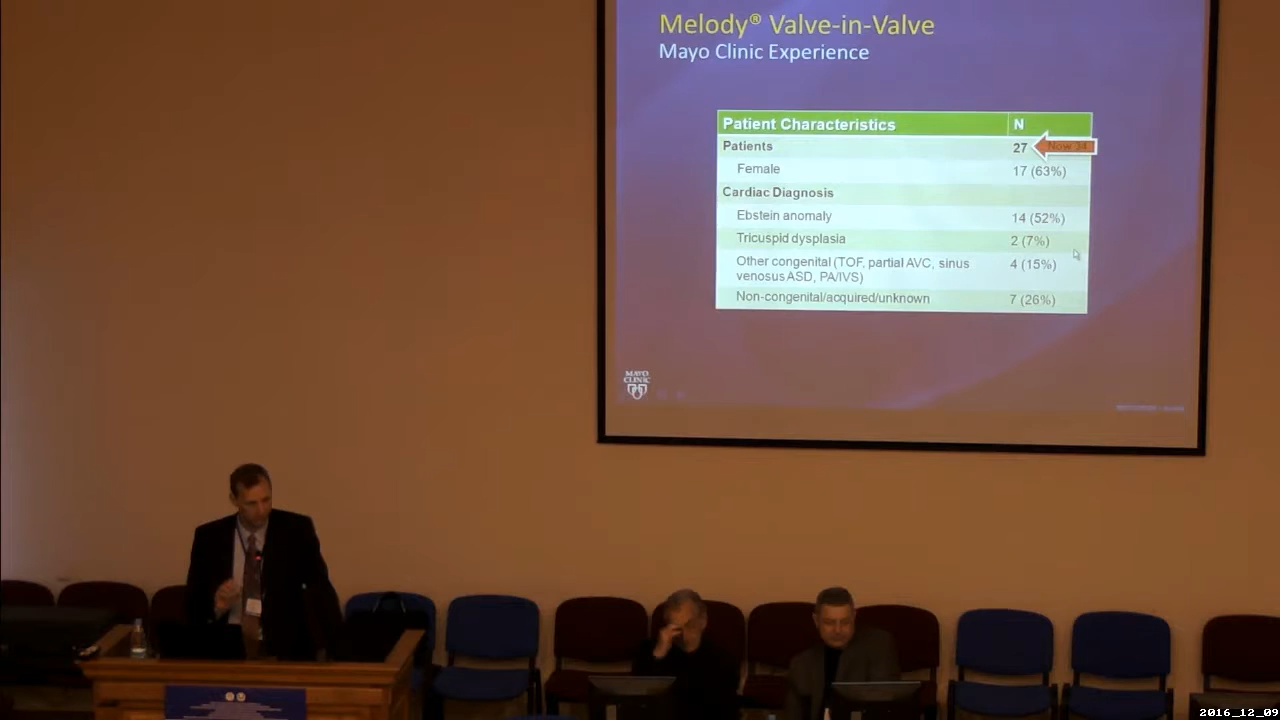 Melody® Valve-in-Valve
Mayo Clinic Experience
Patient Characteristics N
Patients 27 Now 34
Female 17 (63%)
Cardiac Diagnosis
Ebstein anomaly 14 (52%)
Tricuspid dysplasia 2 (7%)
Other congenital (TOF, partial AVC, sinus
venosus ASD, PA/IVS) 4 (15%)
Non-congenital/acquired/unknown 7 (26%)
MAYO
CLINIC
2016_12_09